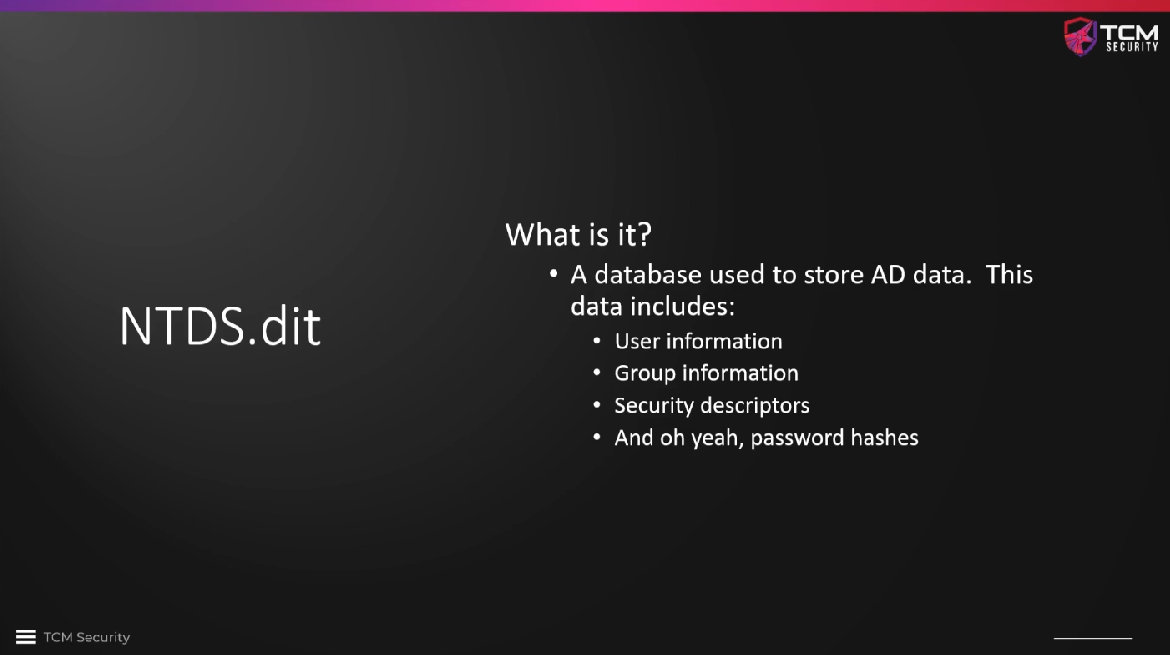 TCM
SECURITY
NTDS.dit
What is it?
• A database used to store AD data.  This
data includes:
• User information
• Group information
• Security descriptors
• And oh yeah, password hashes
TCM Security